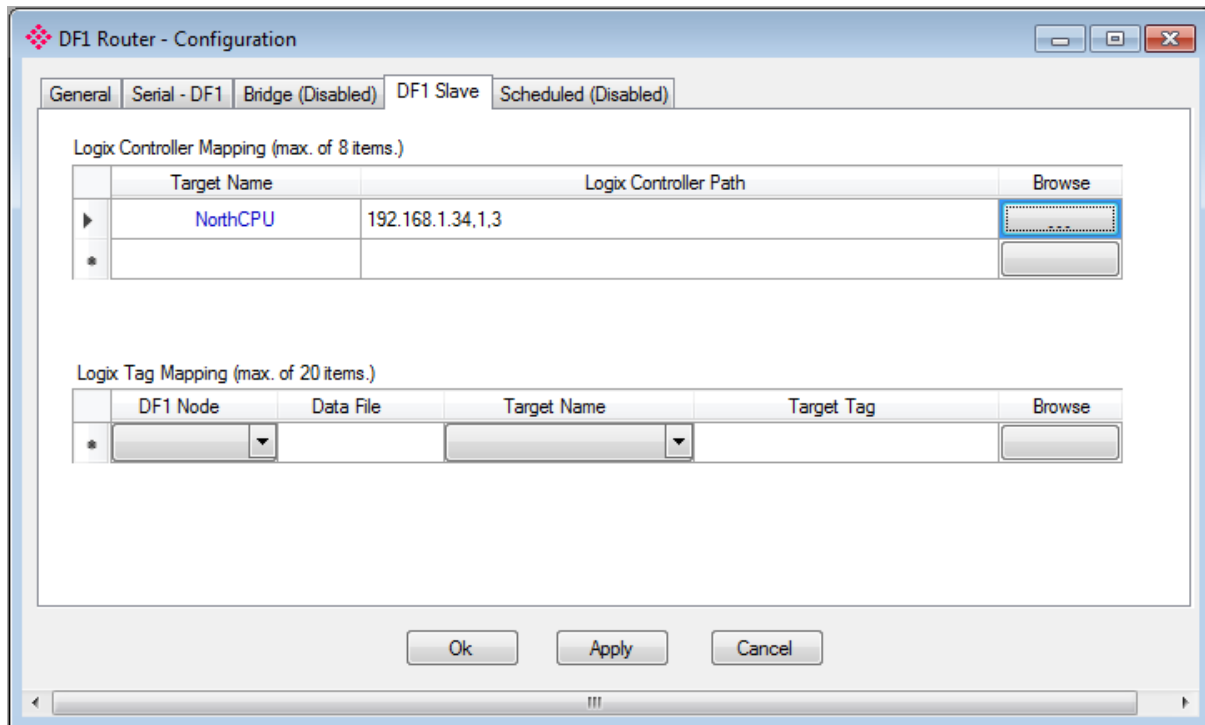 DF1 Router - Configuration
General Serial - DF1 Bridge (Disabled) DF1 Slave Scheduled (Disabled)
Logix Controller Mapping (max. of 8 items.)
Target Name Logix Controller Path Browse
NorthCPU 192.168.1.34,1,3 ...
Logix Tag Mapping (max. of 20 items.)
DF1 Node Data File Target Name Target Tag Browse
Ok Apply Cancel